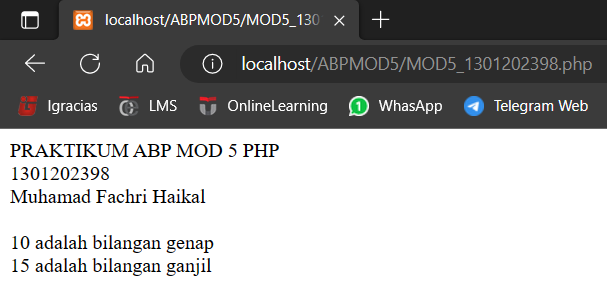 localhost/ABPMOD5/MOD5_130
localhost/ABPMOD5/MOD5_1301202398.php
Igracias LMS OnlineLearning WhasApp Telegram Web
PRAKTIKUM ABP MOD 5 PHP
1301202398
Muhamad Fachri Haikal
10 adalah bilangan genap
15 adalah bilangan ganjil